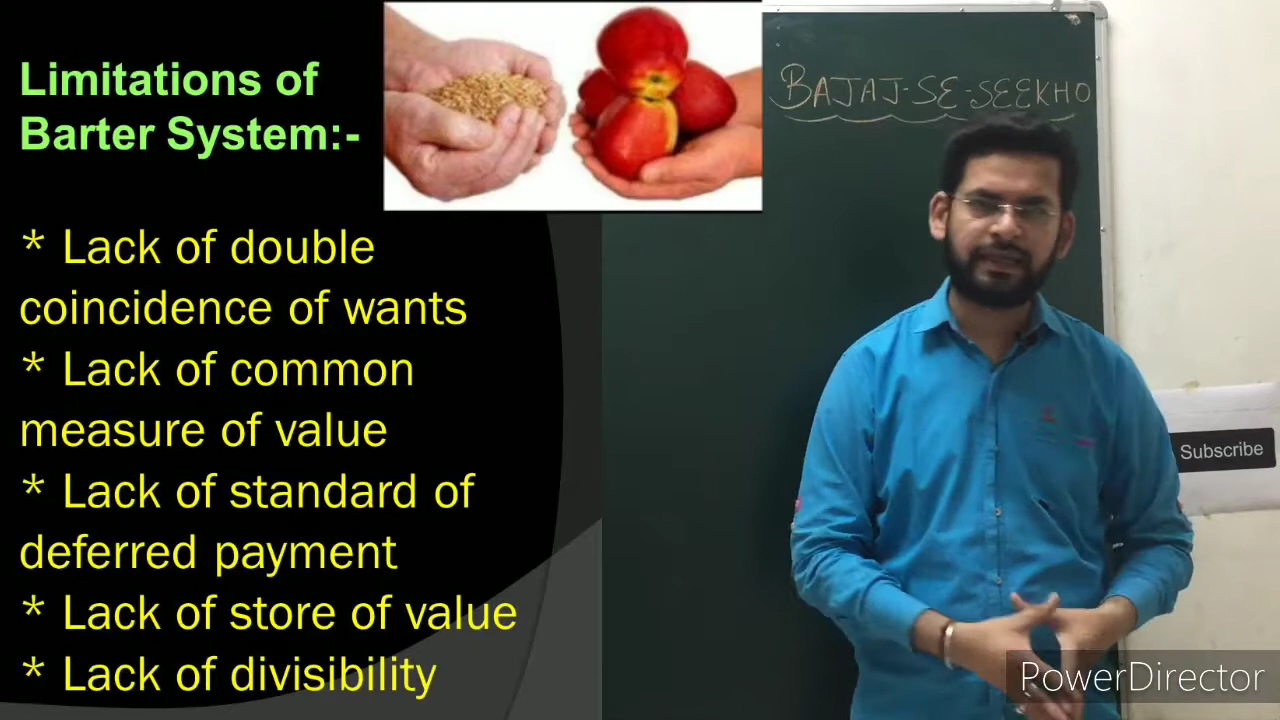 Limitations of
Barter System:-
* Lack of double
coincidence of wants
* Lack of common
measure of value
* Lack of standard of
deferred payment
* Lack of store of value
* Lack of divisibility
BAJAJ-SE-SEEKHO
Subscribe
PowerDirector